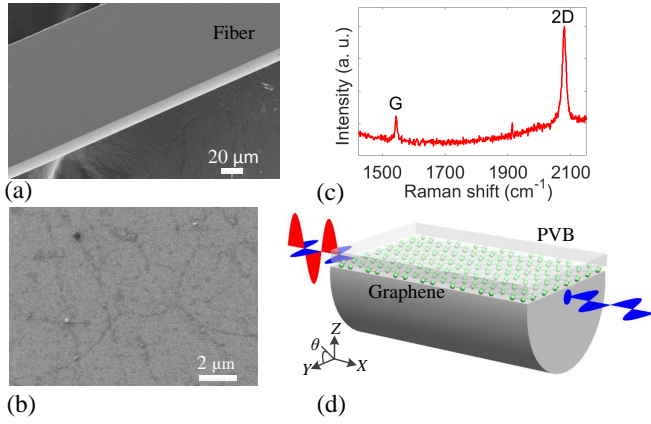 Fiber
20 μm
(a)
2D
G
Intensity (a. u.)
1500 1700 1900 2100
Raman shift (cm⁻¹)
(c)
2 μm
(b)
PVB
Graphene
Z
θ
Y X
(d)